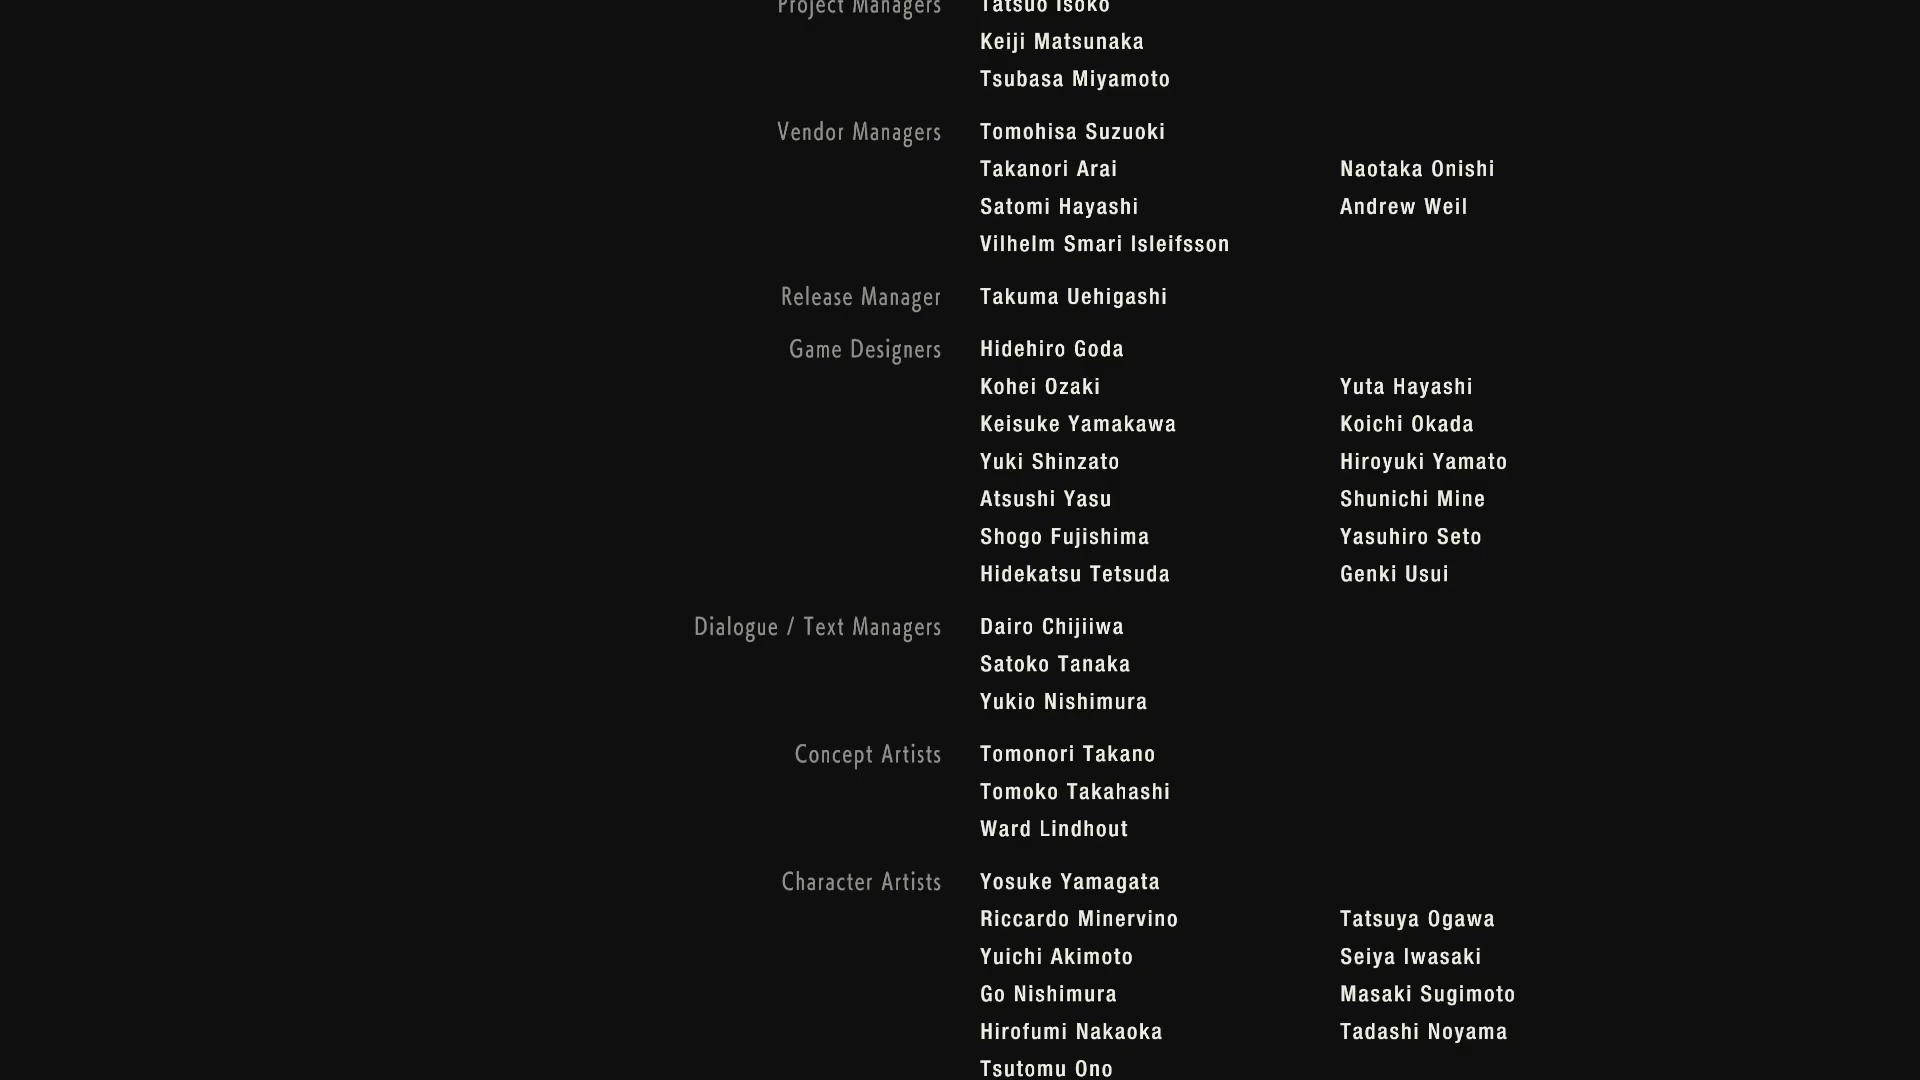 Project Managers Tatsuo Isoko
Keiji Matsunaka
Tsubasa Miyamoto
Vendor Managers Tomohisa Suzuoki
Takanori Arai Naotaka Onishi
Satomi Hayashi Andrew Weil
Vilhelm Smari Isleifsson
Release Manager Takuma Uehigashi
Game Designers Hidehiro Goda
Kohei Ozaki Yuta Hayashi
Keisuke Yamakawa Koichi Okada
Yuki Shinzato Hiroyuki Yamato
Atsushi Yasu Shunichi Mine
Shogo Fujishima Yasuhiro Seto
Hidekatsu Tetsuda Genki Usui
Dialogue / Text Managers Dairo Chijiiwa
Satoko Tanaka
Yukio Nishimura
Concept Artists Tomonori Takano
Tomoko Takahashi
Ward Lindhout
Character Artists Yosuke Yamagata
Riccardo Minervino Tatsuya Ogawa
Yuichi Akimoto Seiya Iwasaki
Go Nishimura Masaki Sugimoto
Hirofumi Nakaoka Tadashi Noyama
Tsutomu Ono